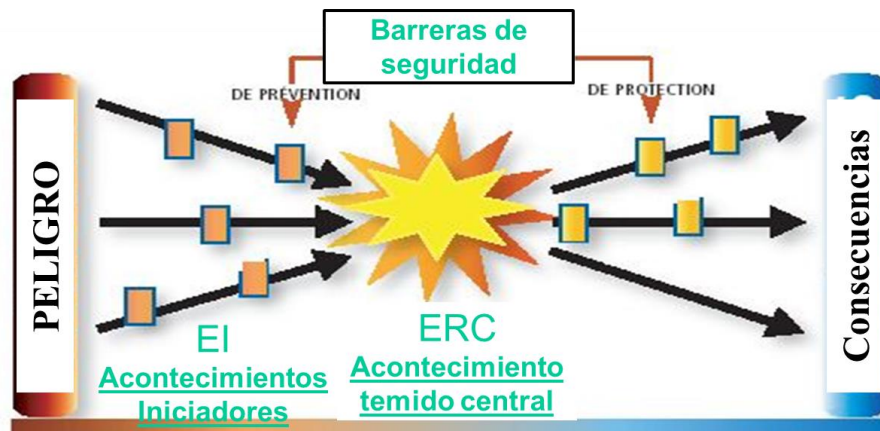 Barreras de
seguridad
DE PRÉVENTION
DE PROTECTION
PELIGRO
Consecuencias
EI
Acontecimientos
Iniciadores
ERC
Acontecimiento
temido central